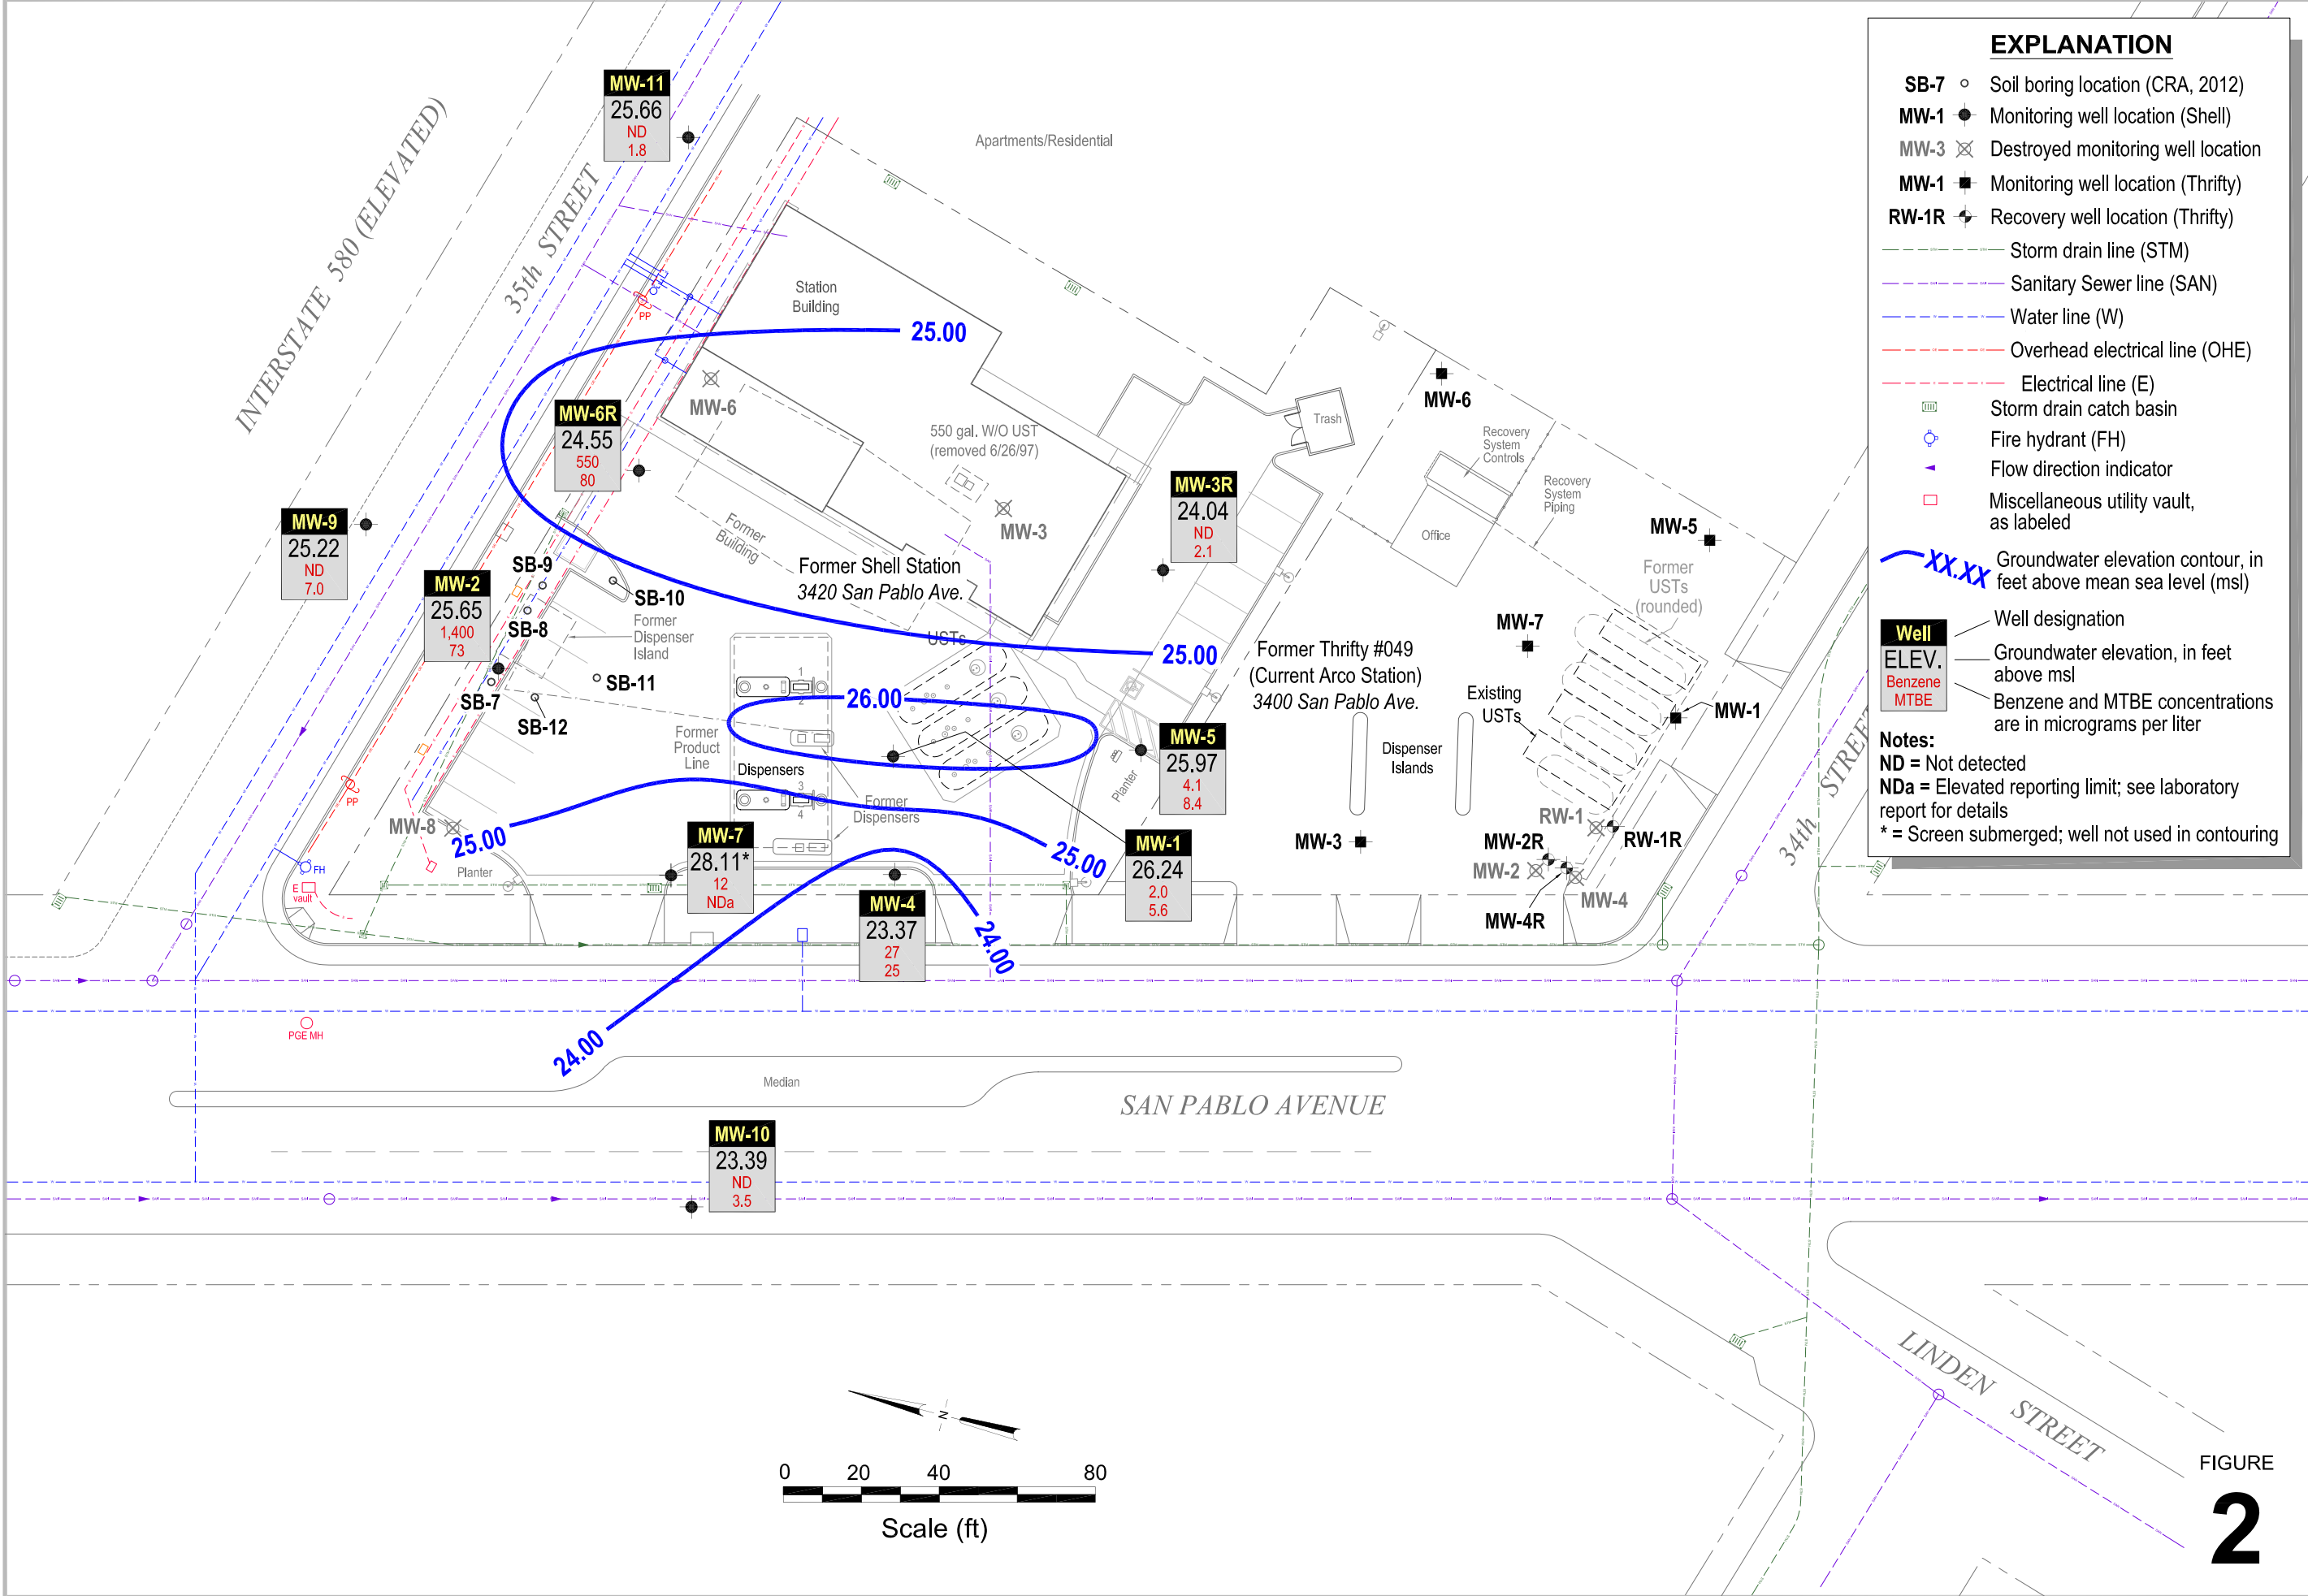 EXPLANATION
SB-7 Soil boring location (CRA, 2012)
MW-1 Monitoring well location (Shell)
MW-3 Destroyed monitoring well location
MW-1 Monitoring well location (Thrifty)
RW-1R Recovery well location (Thrifty)
Storm drain line (STM)
Sanitary Sewer line (SAN)
Water line (W)
Overhead electrical line (OHE)
Electrical line (E)
Storm drain catch basin
Fire hydrant (FH)
Flow direction indicator
Miscellaneous utility vault,
as labeled
XX.XX
Groundwater elevation contour, in
feet above mean sea level (msl)
Well
ELEV.
Benzene
MTBE
Well designation
Groundwater elevation, in feet
above msl
Benzene and MTBE concentrations
are in micrograms per liter
Notes:
ND = Not detected
NDa = Elevated reporting limit; see laboratory
report for details
* = Screen submerged; well not used in contouring
MW-11
25.66
ND
1.8
Apartments/Residential
INTERSTATE 580 (ELEVATED)
35th STREET
Station
Building
PP
25.00
MW-6
MW-6R
24.55
550
80
550 gal. W/O UST
(removed 6/26/97)
MW-3
Former
Building
Trash
MW-6
Recovery
System
Controls
Recovery
System
Piping
Office
MW-3R
24.04
ND
2.1
MW-5
MW-9
25.22
ND
7.0
MW-2
25.65
1,400
73
SB-9
SB-10
SB-8
Former
Dispenser
Island
SB-7
SB-11
SB-12
Former Shell Station
3420 San Pablo Ave.
USTs
25.00
Former Thrifty #049
(Current Arco Station)
3400 San Pablo Ave.
Former
USTs
(rounded)
MW-7
Existing
USTs
MW-1
1
2
26.00
Former
Product
Line
Dispensers
3
4
Former
Dispensers
MW-5
25.97
4.1
8.4
Planter
Dispenser
Islands
PP
MW-8
25.00
Planter
FH
E
vault
MW-7
28.11*
12
NDa
MW-4
23.37
27
25
25.00
MW-1
26.24
2.0
5.6
MW-3
RW-1
RW-1R
MW-2R
MW-2
MW-4
MW-4R
34th
STREET
24.00
24.00
PGE MH
Median
SAN PABLO AVENUE
MW-10
23.39
ND
3.5
LINDEN STREET
N
0 20 40 80
Scale (ft)
FIGURE
2